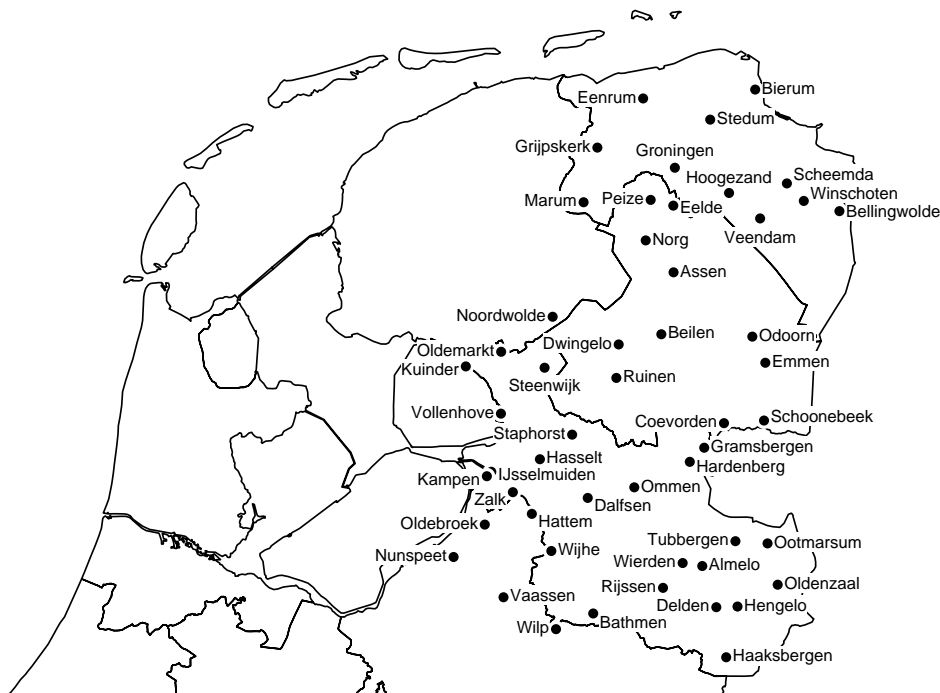 Bierum
Eenrum
Stedum
Grijpskerk
Groningen
Hoogezand
Scheemda
Winschoten
Marum
Peize
Eelde
Bellingwolde
Veendam
Norg
Assen
Noordwolde
Beilen
Odoorn
Dwingelo
Oldemarkt
Kuinder
Steenwijk
Emmen
Ruinen
Vollenhove
Coevorden
Schoonebeek
Staphorst
Gramsbergen
Hasselt
Hardenberg
IJsselmuiden
Kampen
Zalk
Ommen
Dalfsen
Oldebroek
Hattem
Tubbergen
Ootmarsum
Nunspeet
Wijhe
Wierden
Almelo
Rijssen
Oldenzaal
Vaassen
Delden
Hengelo
Bathmen
Wilp
Haaksbergen